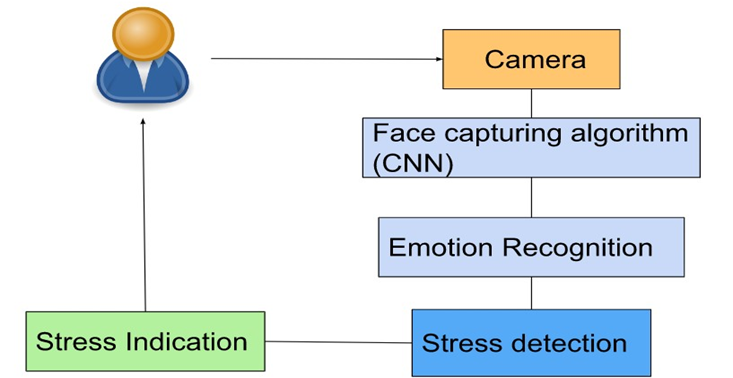 Camera
Face capturing algorithm
(CNN)
Emotion Recognition
Stress detection
Stress Indication